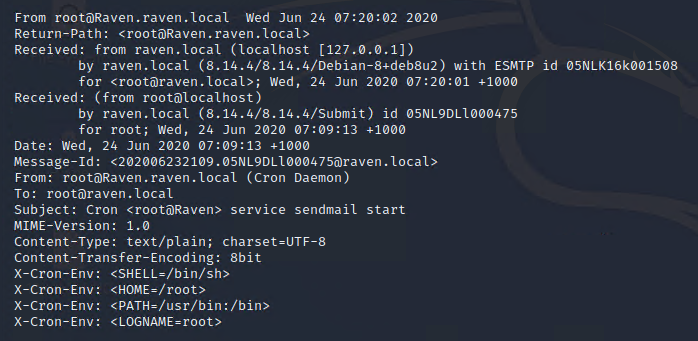 From root@Raven.raven.local  Wed Jun 24 07:20:02 2020
Return-Path: <root@Raven.raven.local>
Received: from raven.local (localhost [127.0.0.1])
        by raven.local (8.14.4/8.14.4/Debian-8+deb8u2) with ESMTP id 05NLK16k001508
        for <root@raven.local>; Wed, 24 Jun 2020 07:20:01 +1000
Received: (from root@localhost)
        by raven.local (8.14.4/8.14.4/Submit) id 05NL9DLl000475
        for root; Wed, 24 Jun 2020 07:09:13 +1000
Date: Wed, 24 Jun 2020 07:09:13 +1000
Message-Id: <202006232109.05NL9DLl000475@raven.local>
From: root@Raven.raven.local (Cron Daemon)
To: root@raven.local
Subject: Cron <root@Raven> service sendmail start
MIME-Version: 1.0
Content-Type: text/plain; charset=UTF-8
Content-Transfer-Encoding: 8bit
X-Cron-Env: <SHELL=/bin/sh>
X-Cron-Env: <HOME=/root>
X-Cron-Env: <PATH=/usr/bin:/bin>
X-Cron-Env: <LOGNAME=root>